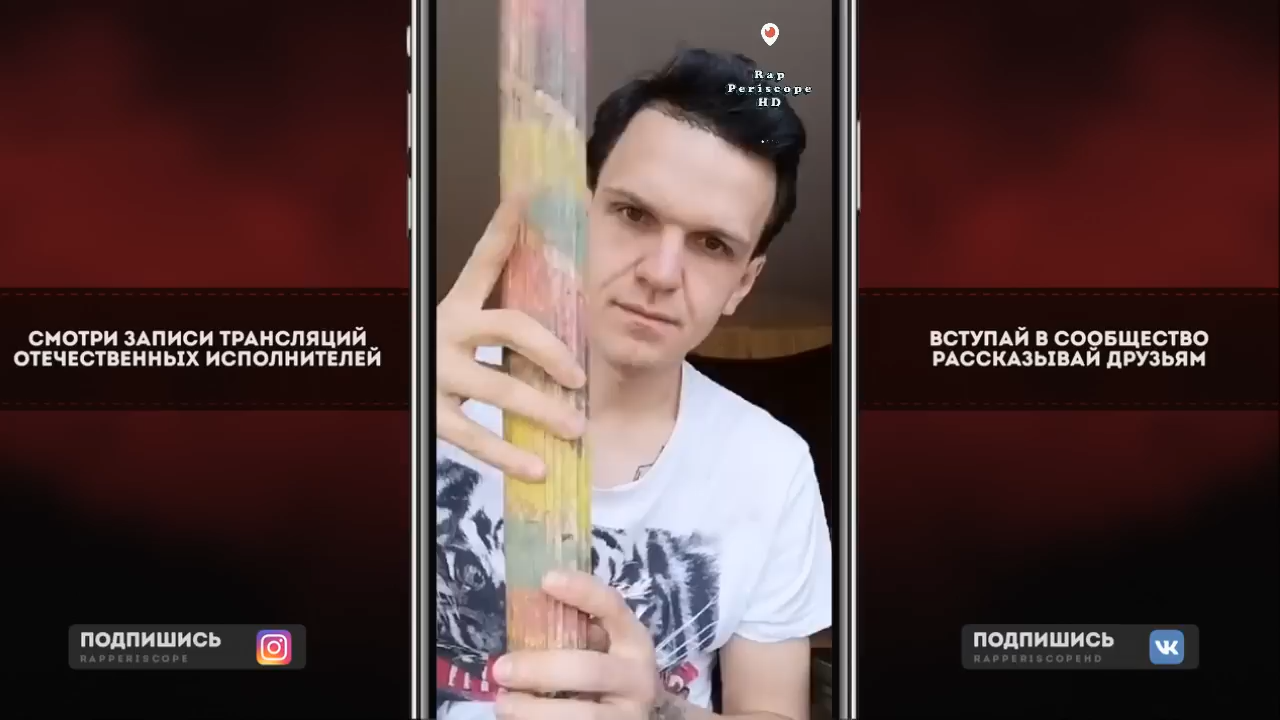 Rap
Periscope
HD
СМОТРИ ЗАПИСИ ТРАНСЛЯЦИЙ
ОТЕЧЕСТВЕННЫХ ИСПОЛНИТЕЛЕЙ
ВСТУПАЙ В СООБЩЕСТВО
РАССКАЗЫВАЙ ДРУЗЬЯМ
ПОДПИШИСЬ
RAPPERISCOPE
ПОДПИШИСЬ
RAPPERISCOPEHD